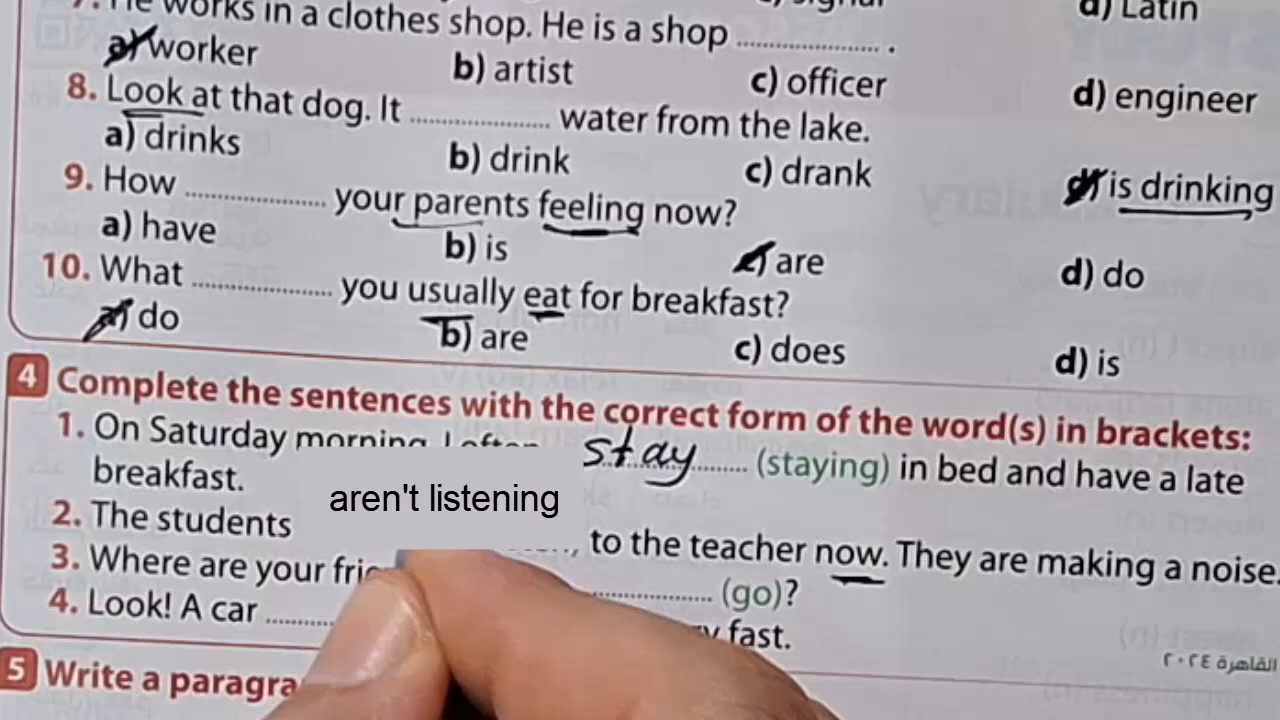 He works in a clothes shop. He is a shop .................... .
d) Latin
a) worker b) artist c) officer d) engineer
8. Look at that dog. It .................... water from the lake.
a) drinks b) drink c) drank d) is drinking
9. How .................... your parents feeling now?
a) have b) is c) are d) do
10. What .................... you usually eat for breakfast?
a) do b) are c) does d) is
4 Complete the sentences with the correct form of the word(s) in brackets:
1. On Saturday morning, I often stay .......... (staying) in bed and have a late
breakfast.
2. The students aren't listening to the teacher now. They are making a noise.
3. Where are your .................... (go)?
4. Look! A car .......... fast.
القاهرة ٢٠٢٤
5 Write a